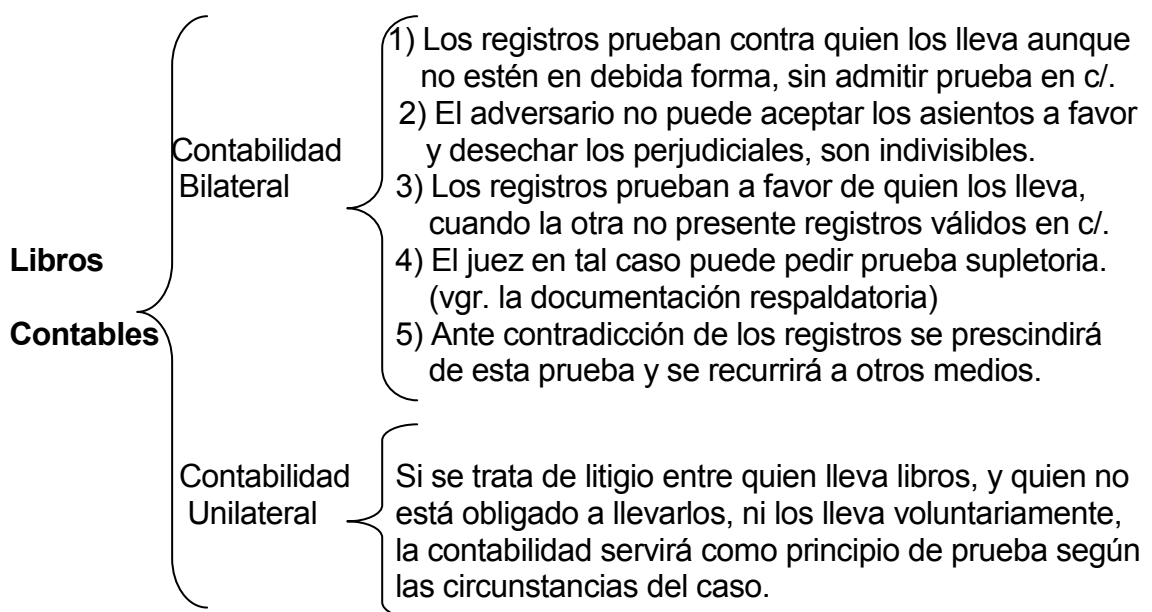 Libros
Contables
Contabilidad
Bilateral
1) Los registros prueban contra quien los lleva aunque
no estén en debida forma, sin admitir prueba en c/.
2) El adversario no puede aceptar los asientos a favor
y desechar los perjudiciales, son indivisibles.
3) Los registros prueban a favor de quien los lleva,
cuando la otra no presente registros válidos en c/.
4) El juez en tal caso puede pedir prueba supletoria.
(vgr. la documentación respaldatoria)
5) Ante contradicción de los registros se prescindirá
de esta prueba y se recurrirá a otros medios.
Contabilidad
Unilateral
Si se trata de litigio entre quien lleva libros, y quien no
está obligado a llevarlos, ni los lleva voluntariamente,
la contabilidad servirá como principio de prueba según
las circunstancias del caso.